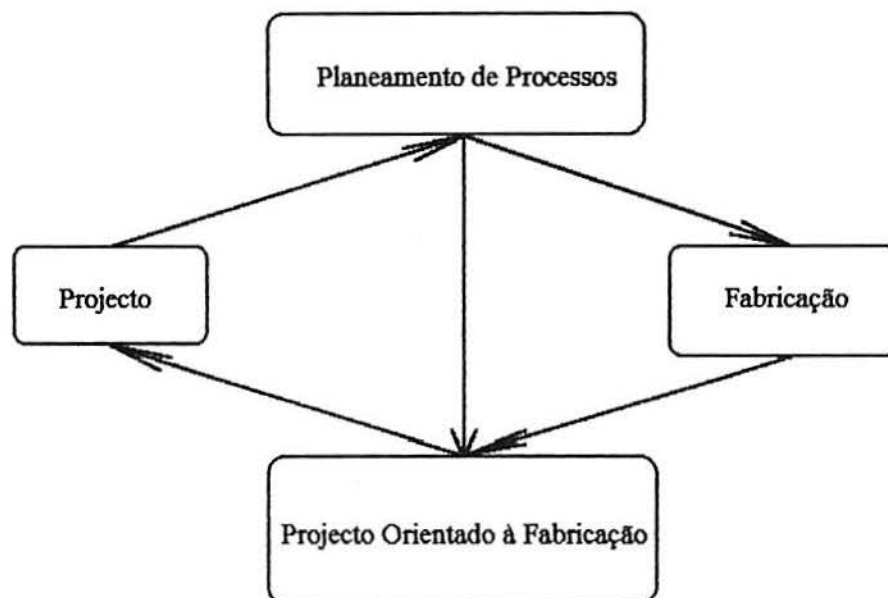 Planeamento de Processos
Projecto
Fabricação
Projecto Orientado à Fabricação